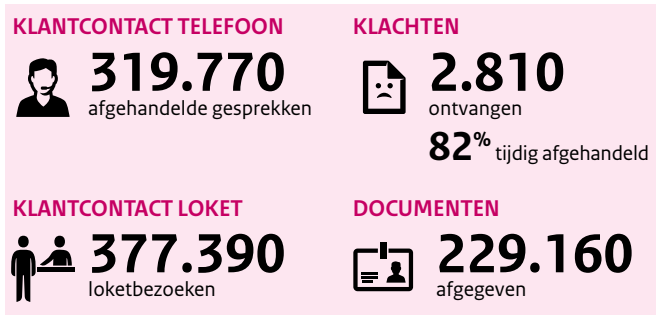 KLANTCONTACT TELEFOON
319.770
afgehandelde gesprekken
KLACHTEN
2.810
ontvangen
82% tijdig afgehandeld
KLANTCONTACT LOKET
377.390
loketbezoeken
DOCUMENTEN
229.160
afgegeven